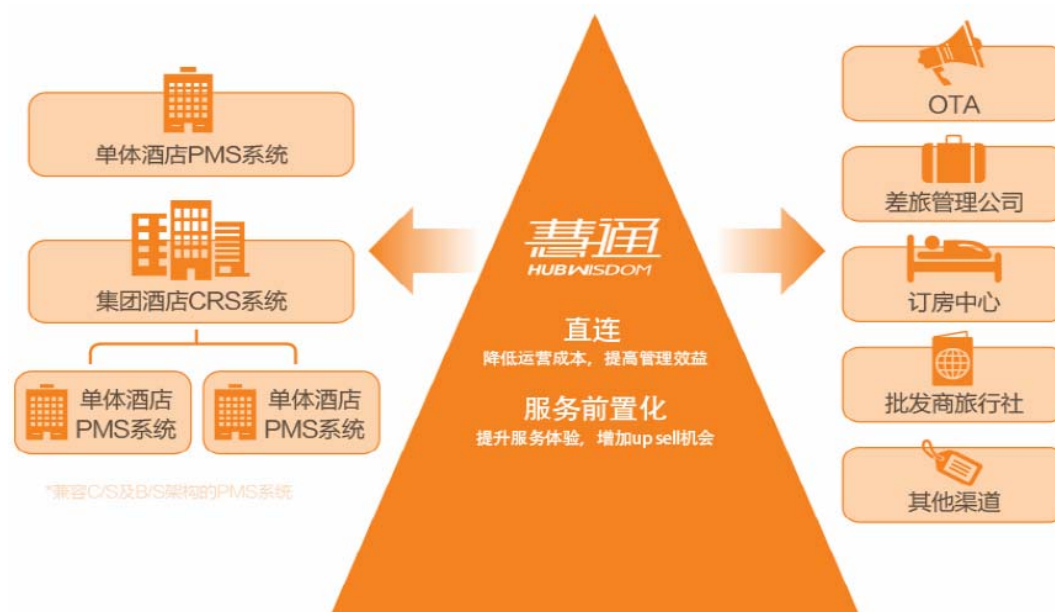 单体酒店PMS系统
集团酒店CRS系统
单体酒店
PMS系统
单体酒店
PMS系统
*兼容C/S及B/S架构的PMS系统
慧通
HUBWISDOM
直连
降低运营成本，提高管理效益
服务前置化
提升服务体验，增加up sell机会
OTA
差旅管理公司
订房中心
批发商旅行社
其他渠道